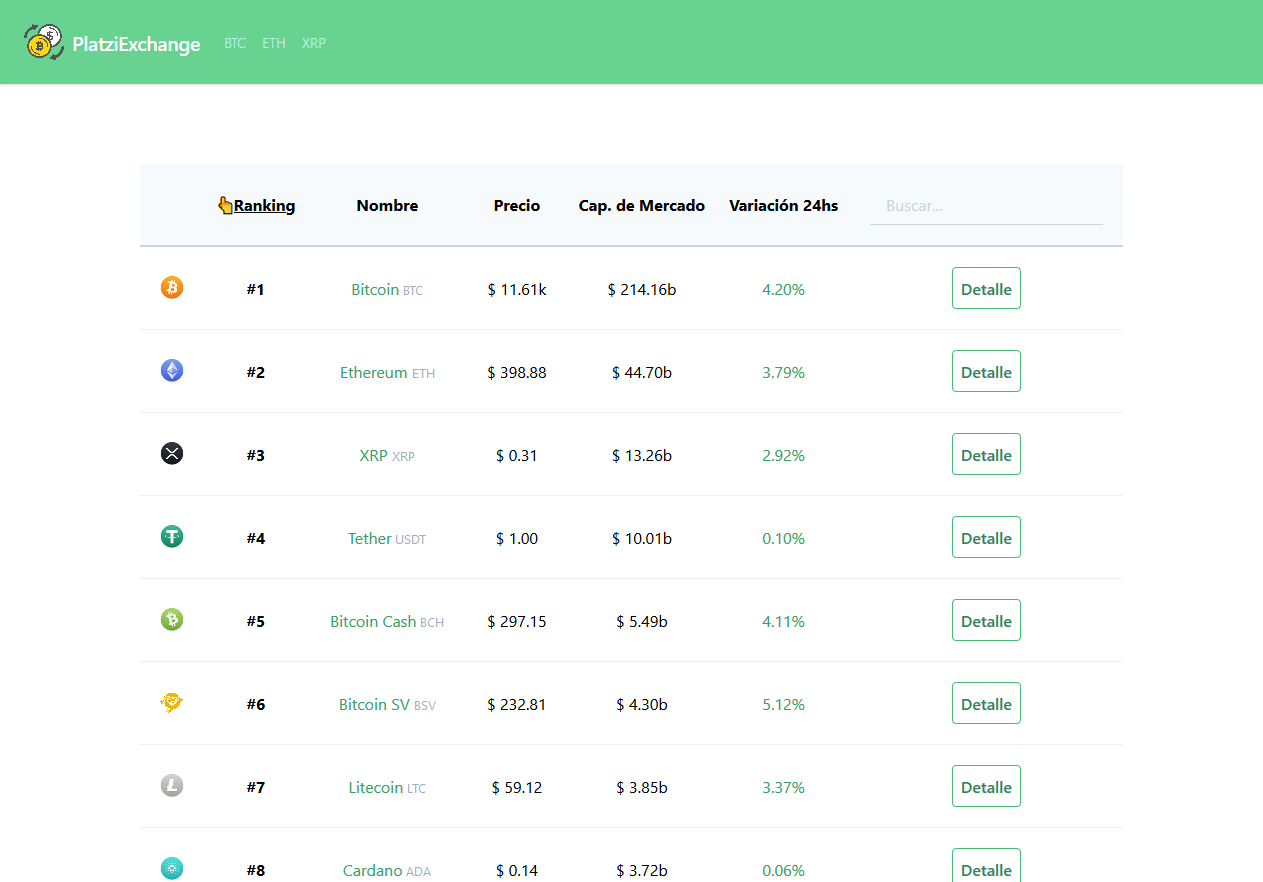 PlatziExchange BTC ETH XRP
👆Ranking Nombre Precio Cap. de Mercado Variación 24hs Buscar...
#1 Bitcoin BTC $ 11.61k $ 214.16b 4.20% Detalle
#2 Ethereum ETH $ 398.88 $ 44.70b 3.79% Detalle
#3 XRP XRP $ 0.31 $ 13.26b 2.92% Detalle
#4 Tether USDT $ 1.00 $ 10.01b 0.10% Detalle
#5 Bitcoin Cash BCH $ 297.15 $ 5.49b 4.11% Detalle
#6 Bitcoin SV BSV $ 232.81 $ 4.30b 5.12% Detalle
#7 Litecoin LTC $ 59.12 $ 3.85b 3.37% Detalle
#8 Cardano ADA $ 0.14 $ 3.72b 0.06% Detalle